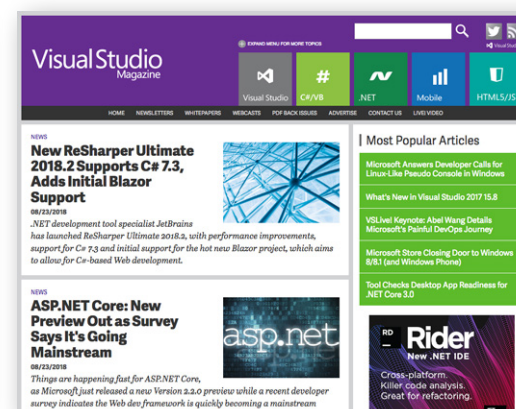 VisualStudio
Magazine
EXPAND MENU FOR MORE TOPICS
Visual Studio
#
C#/VB
.NET
Mobile
HTML5/JS
HOME NEWSLETTERS WHITEPAPERS WEBCASTS PDF BACK ISSUES ADVERTISE CONTACT US LIVE! VIDEO
NEWS
New ReSharper Ultimate
2018.2 Supports C# 7.3,
Adds Initial Blazor
Support
08/23/2018
.NET development tool specialist JetBrains
has launched ReSharper Ultimate 2018.2, with performance improvements,
support for C# 7.3 and initial support for the hot new Blazor project, which aims
to allow for C#-based Web development.
NEWS
ASP.NET Core: New
Preview Out as Survey
Says It's Going
Mainstream
08/23/2018
asp.net
Things are happening fast for ASP.NET Core,
as Microsoft just released a new Version 2.2.0 preview while a recent developer
survey indicates the Web dev framework is quickly becoming a mainstream
Most Popular Articles
Microsoft Answers Developer Calls for
Linux-Like Pseudo Console in Windows
What's New in Visual Studio 2017 15.8
VSLive! Keynote: Abel Wang Details
Microsoft's Painful DevOps Journey
Microsoft Store Closing Door to Windows
8/8.1 (and Windows Phone)
Tool Checks Desktop App Readiness for
.NET Core 3.0
RD
Rider
New .NET IDE
Cross-platform.
Killer code analysis.
Great for refactoring.